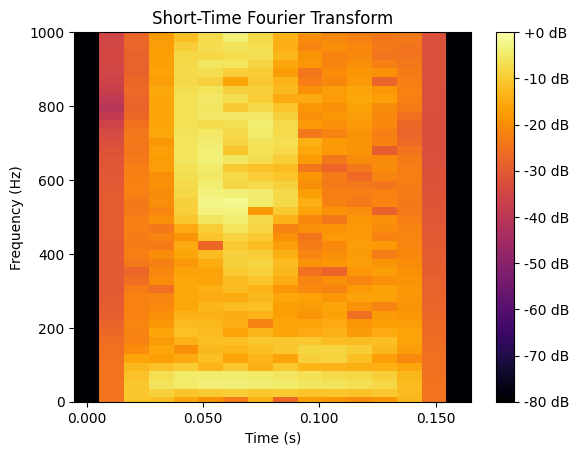 Short-Time Fourier Transform
Frequency (Hz)
1000
800
600
400
200
0
0.000
0.050
0.100
0.150
Time (s)
+0 dB
-10 dB
-20 dB
-30 dB
-40 dB
-50 dB
-60 dB
-70 dB
-80 dB